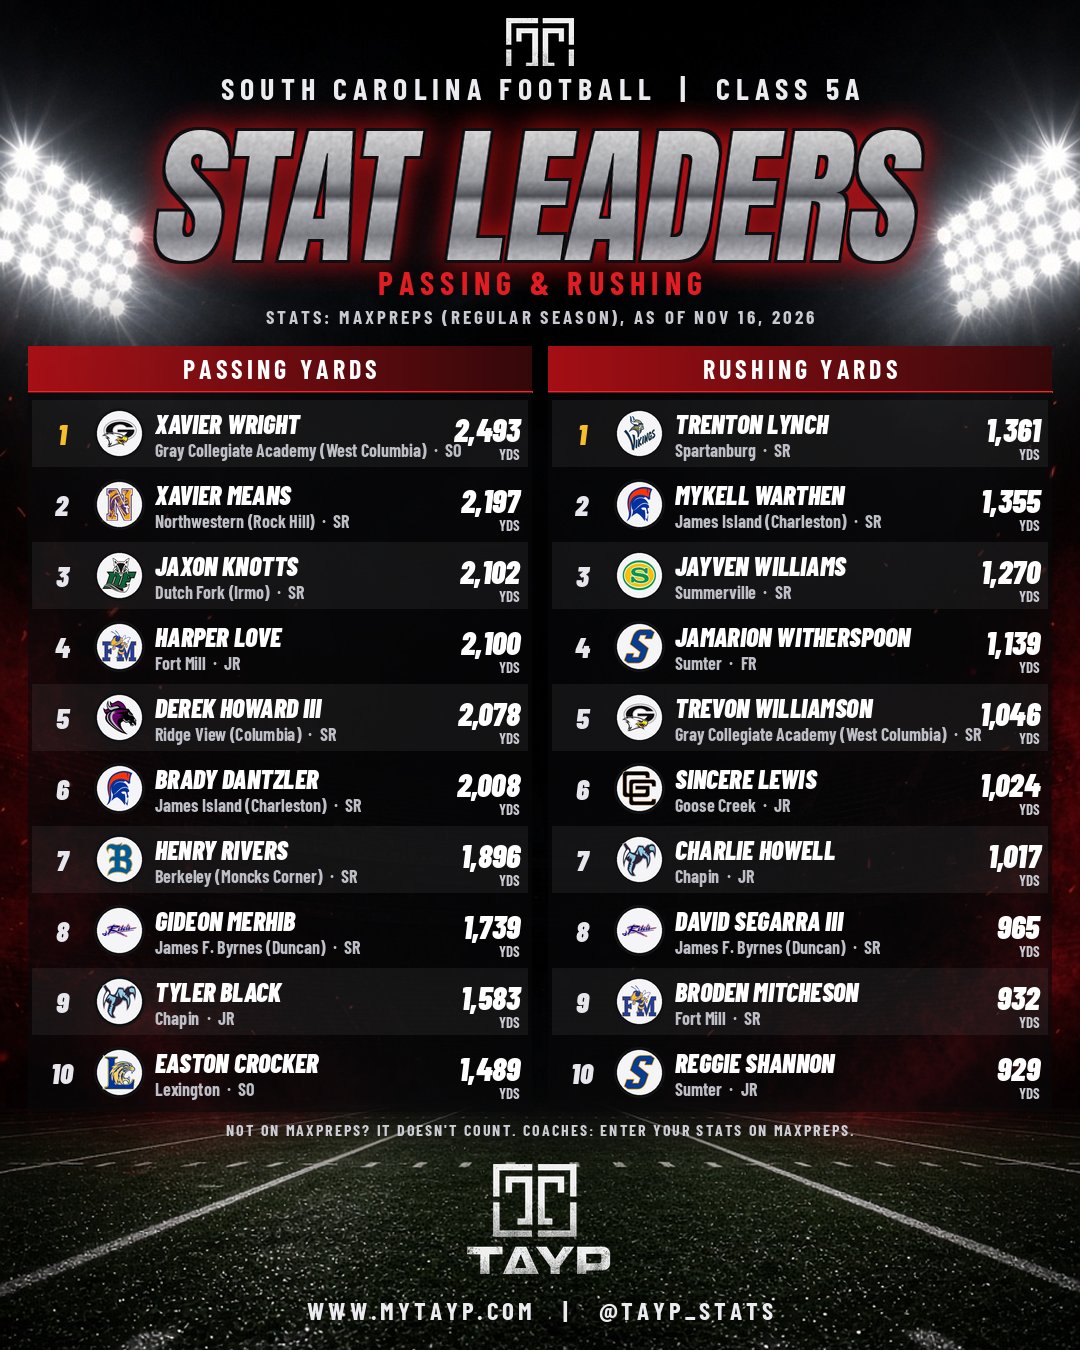 SOUTH CAROLINA FOOTBALL | CLASS 5A
STAT LEADERS
PASSING & RUSHING
STATS: MAXPREPS (REGULAR SEASON), AS OF NOV 16, 2026
PASSING YARDS
1 XAVIER WRIGHT 2,493
Gray Collegiate Academy (West Columbia) · SO YDS
2 XAVIER MEANS 2,197
Northwestern (Rock Hill) · SR YDS
3 JAXON KNOTTS 2,102
Dutch Fork (Irmo) · SR YDS
4 HARPER LOVE 2,100
Fort Mill · JR YDS
5 DEREK HOWARD III 2,078
Ridge View (Columbia) · SR YDS
6 BRADY DANTZLER 2,008
James Island (Charleston) · SR YDS
7 HENRY RIVERS 1,896
Berkeley (Moncks Corner) · SR YDS
8 GIDEON MERHIB 1,739
James F. Byrnes (Duncan) · SR YDS
9 TYLER BLACK 1,583
Chapin · JR YDS
10 EASTON CROCKER 1,489
Lexington · SO YDS
RUSHING YARDS
1 TRENTON LYNCH 1,361
Spartanburg · SR YDS
2 MYKELL WARTHEN 1,355
James Island (Charleston) · SR YDS
3 JAYVEN WILLIAMS 1,270
Summerville · SR YDS
4 JAMARION WITHERSPOON 1,139
Sumter · FR YDS
5 TREVON WILLIAMSON 1,046
Gray Collegiate Academy (West Columbia) · SR YDS
6 SINCERE LEWIS 1,024
Goose Creek · JR YDS
7 CHARLIE HOWELL 1,017
Chapin · JR YDS
8 DAVID SEGARRA III 965
James F. Byrnes (Duncan) · SR YDS
9 BRODEN MITCHESON 932
Fort Mill · SR YDS
10 REGGIE SHANNON 929
Sumter · JR YDS
NOT ON MAXPREPS? IT DOESN'T COUNT. COACHES: ENTER YOUR STATS ON MAXPREPS.
TAYP
WWW.MYTAYP.COM | @TAYP_STATS